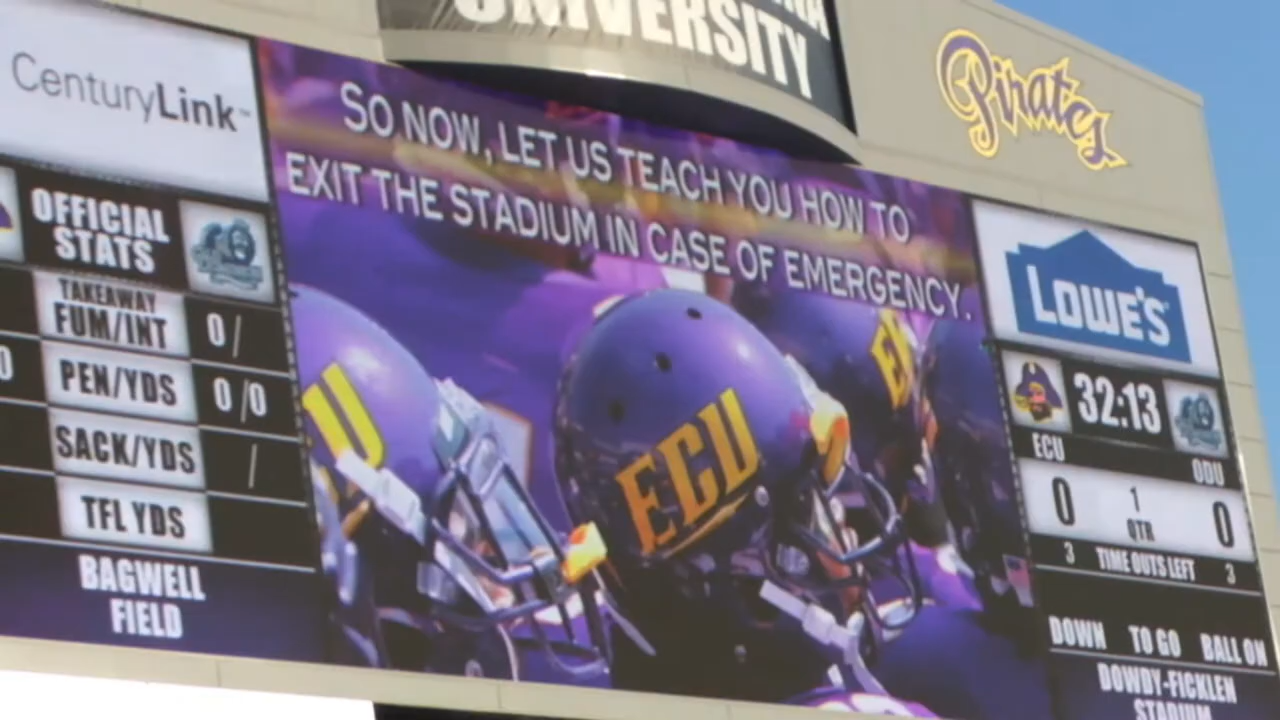 UNIVERSITY
Pirates
CenturyLink™
SO NOW, LET US TEACH YOU HOW TO
EXIT THE STADIUM IN CASE OF EMERGENCY.
OFFICIAL
STATS
TAKEAWAY
FUM/INT
0/
0
PEN/YDS
0/0
SACK/YDS
/
TFL YDS
BAGWELL
FIELD
U
ECU
LOWE'S
32:13
ECU
ODU
0
1
QTR
0
3
TIME OUTS LEFT
3
DOWN
TO GO
BALL ON
DOWDY-FICKLEN
STADIUM